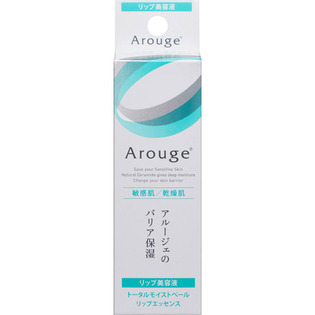 リップ美容液
Arouge®
Arouge®
Save your Sensitive Skin
Natural Ceramide gives deep moisture
Change your skin barrier
敏感肌／乾燥肌
アルージェの
バリア保湿
リップ美容液
トータルモイストベール
リップエッセンス